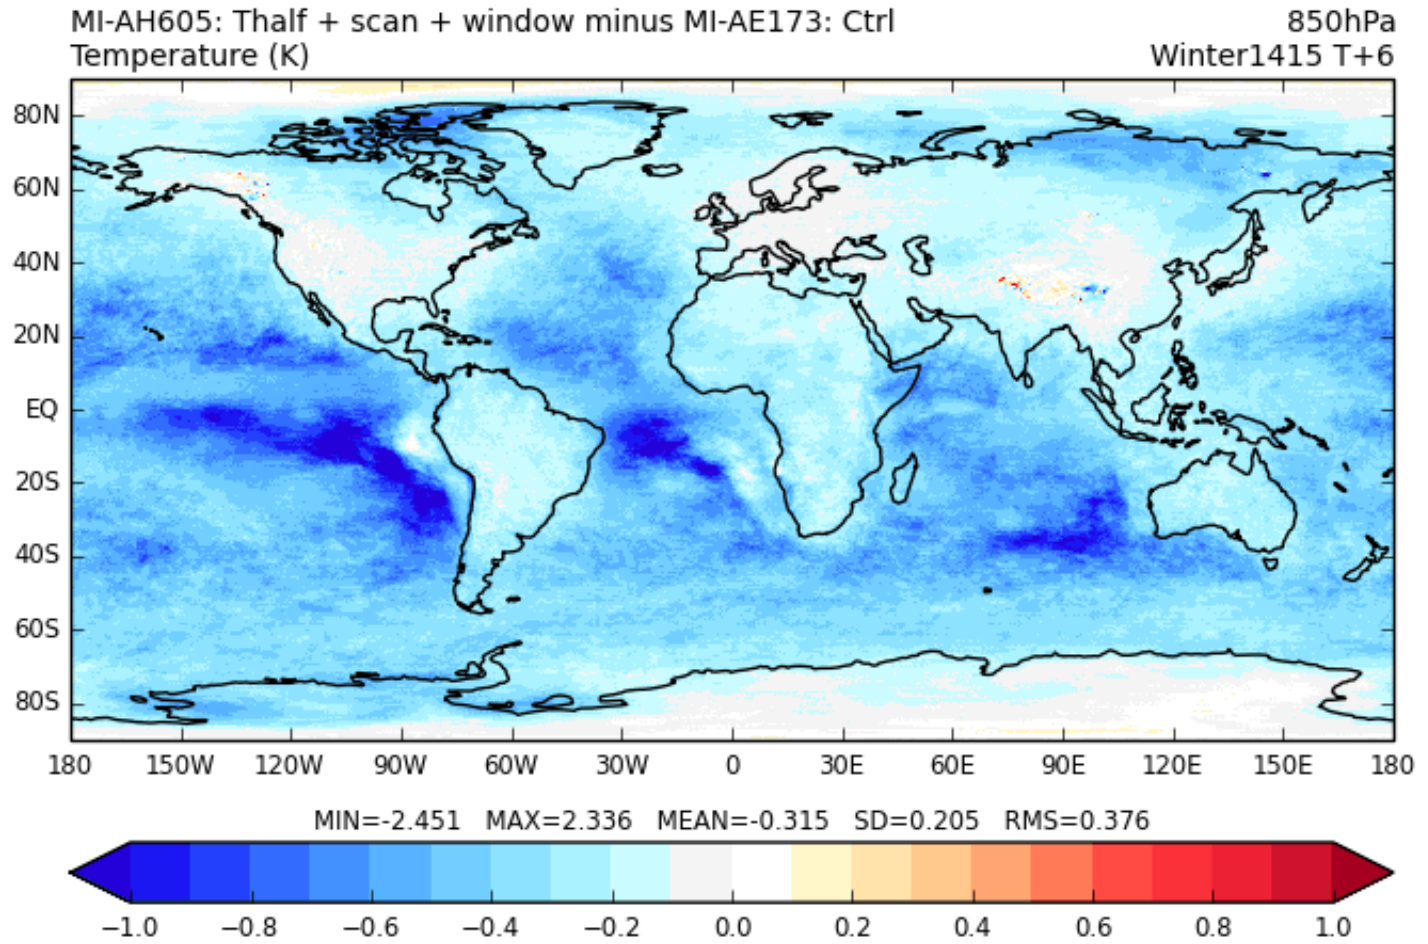 MI-AH605: Thalf + scan + window minus MI-AE173: Ctrl 850hPa
Temperature (K) Winter1415 T+6
80N
60N
40N
20N
EQ
20S
40S
60S
80S
180 150W 120W 90W 60W 30W 0 30E 60E 90E 120E 150E 180
MIN=-2.451 MAX=2.336 MEAN=-0.315 SD=0.205 RMS=0.376
−1.0 −0.8 −0.6 −0.4 −0.2 0.0 0.2 0.4 0.6 0.8 1.0